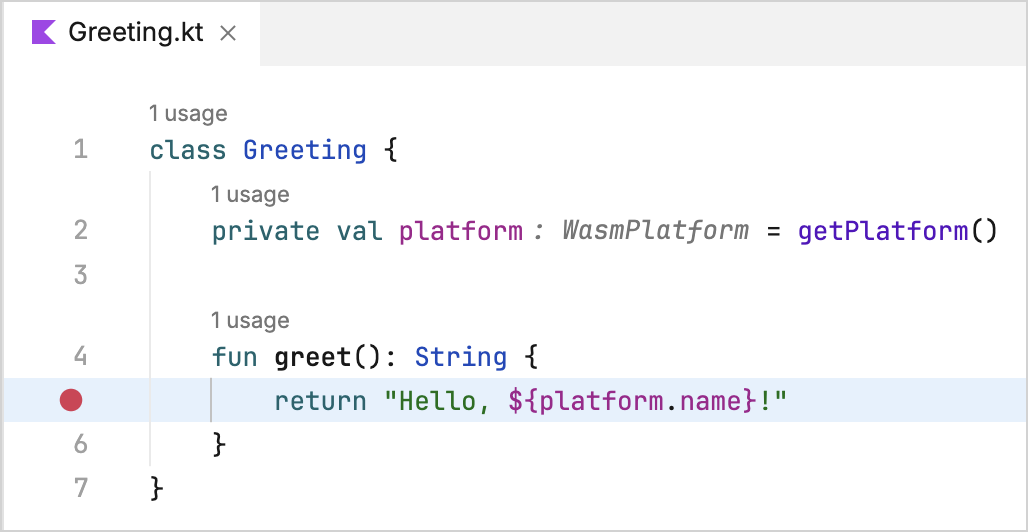 Greeting.kt ×
1 usage
1 class Greeting {
1 usage
2 private val platform : WasmPlatform = getPlatform()
3
1 usage
4 fun greet(): String {
return "Hello, ${platform.name}!"
6 }
7 }